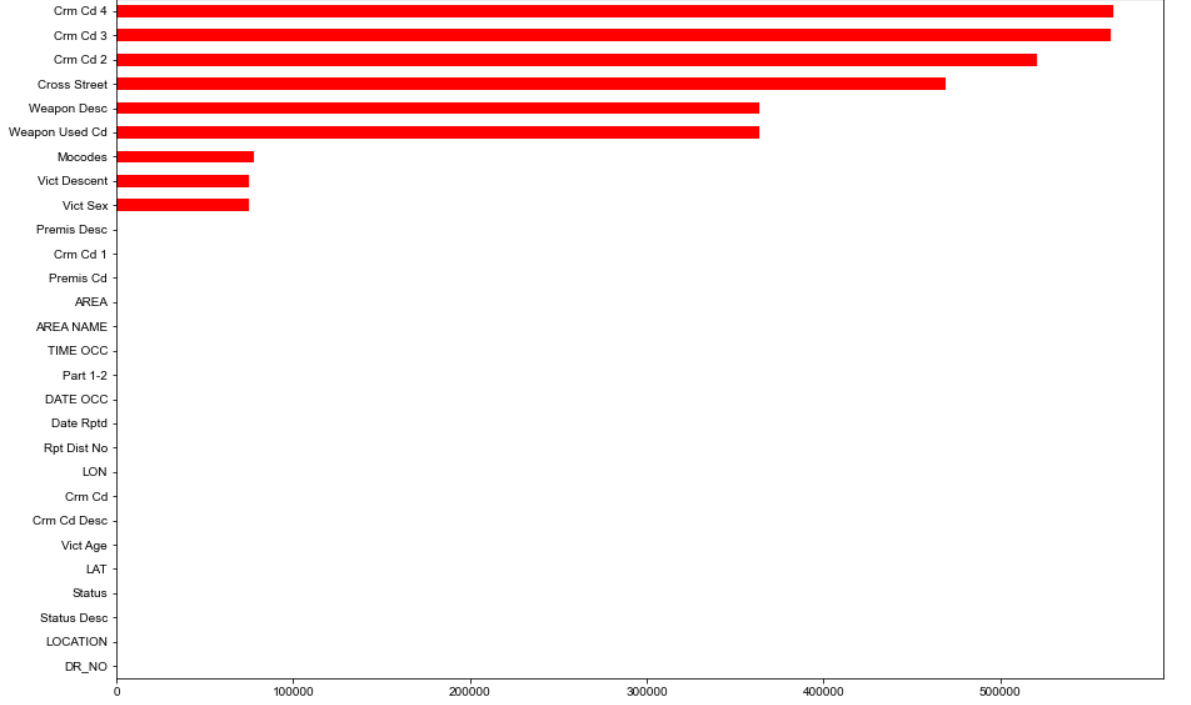 Crm Cd 4
Crm Cd 3
Crm Cd 2
Cross Street
Weapon Desc
Weapon Used Cd
Mocodes
Vict Descent
Vict Sex
Premis Desc
Crm Cd 1
Premis Cd
AREA
AREA NAME
TIME OCC
Part 1-2
DATE OCC
Date Rptd
Rpt Dist No
LON
Crm Cd
Crm Cd Desc
Vict Age
LAT
Status
Status Desc
LOCATION
DR_NO
0 100000 200000 300000 400000 500000